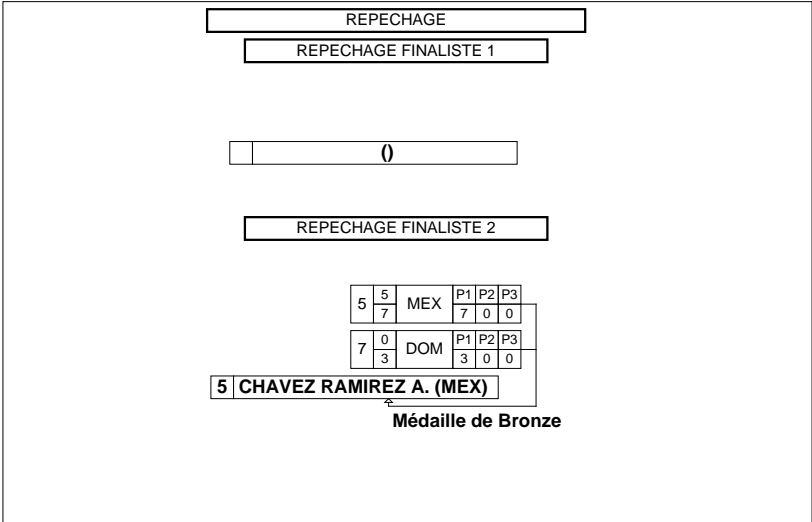 REPECHAGE
REPECHAGE FINALISTE 1
()
REPECHAGE FINALISTE 2
5 5 MEX P1 P2 P3
7 7 0 0
7 0 DOM P1 P2 P3
3 3 0 0
5 CHAVEZ RAMIREZ A. (MEX)
Médaille de Bronze